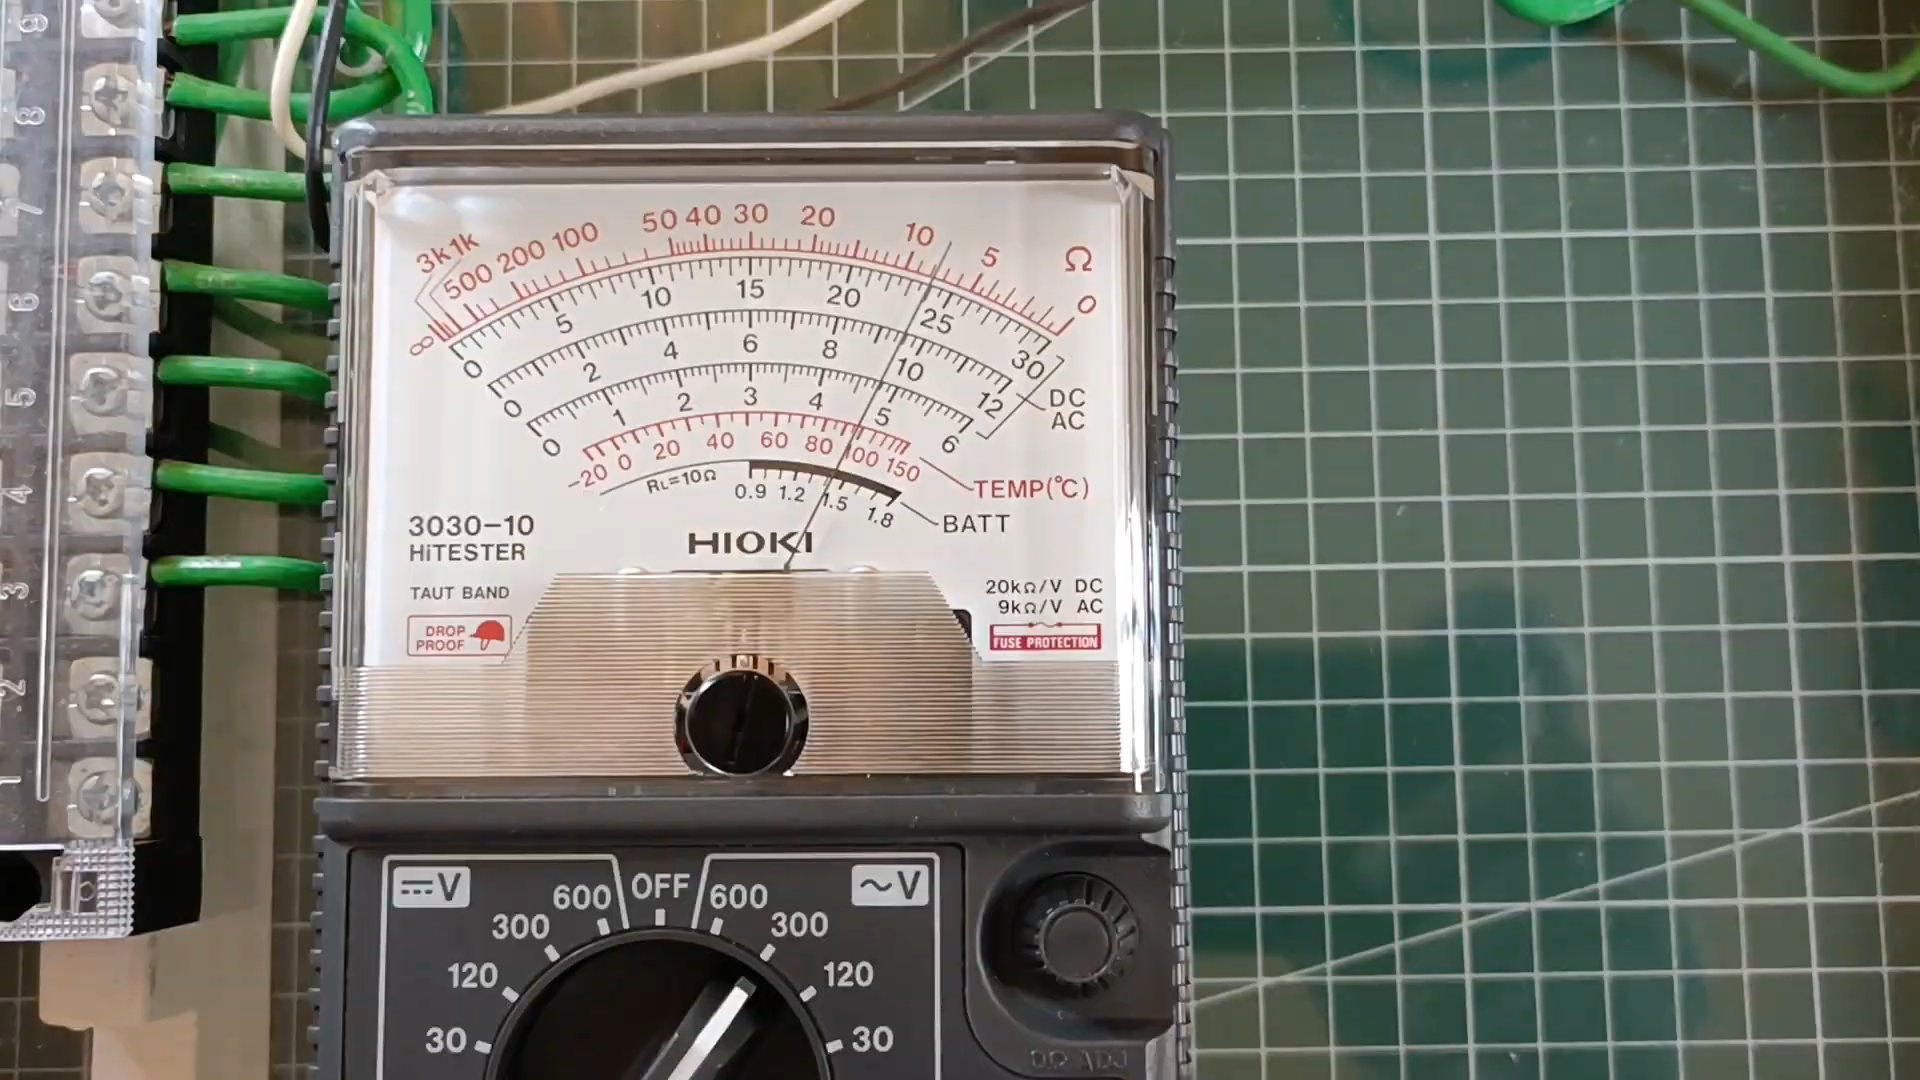 9
8
7
6
5
4
3
2
1
3k 1k 500 200 100 50 40 30 20 10 5 0 Ω
∞
0 5 10 15 20 25 30
0 2 4 6 8 10 12
DC
AC
0 1 2 3 4 5 6
-20 0 20 40 60 80 100 150
TEMP(℃)
RL=10Ω
0.9 1.2 1.5 1.8
BATT
3030-10
HiTESTER
HIOKI
TAUT BAND
DROP
PROOF
20kΩ/V DC
9kΩ/V AC
FUSE PROTECTION
V 600 OFF 600 ~V
300 300
120 120
30 30
0Ω ADJ